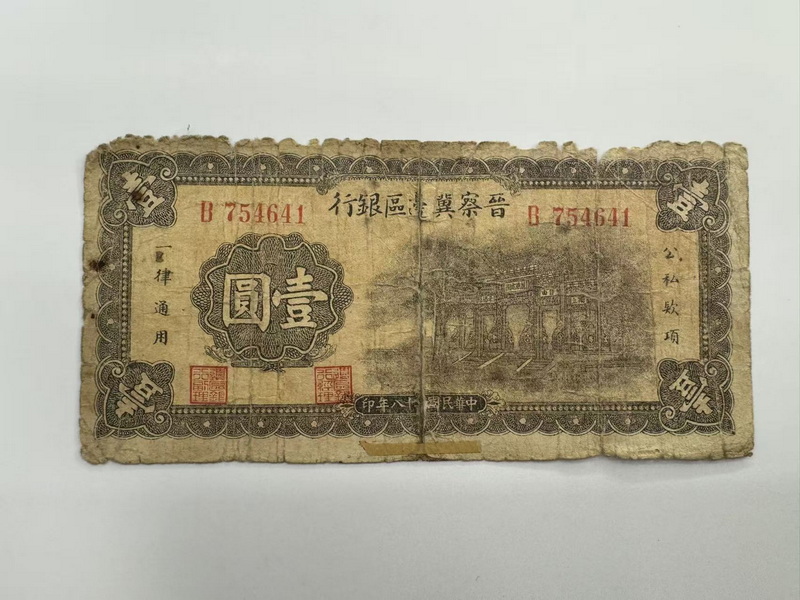 晉察冀邊區銀行
B 754641
B 754641
壹
壹
公私款項
一律通用
壹圓
壹
壹
中華民國廿八年印